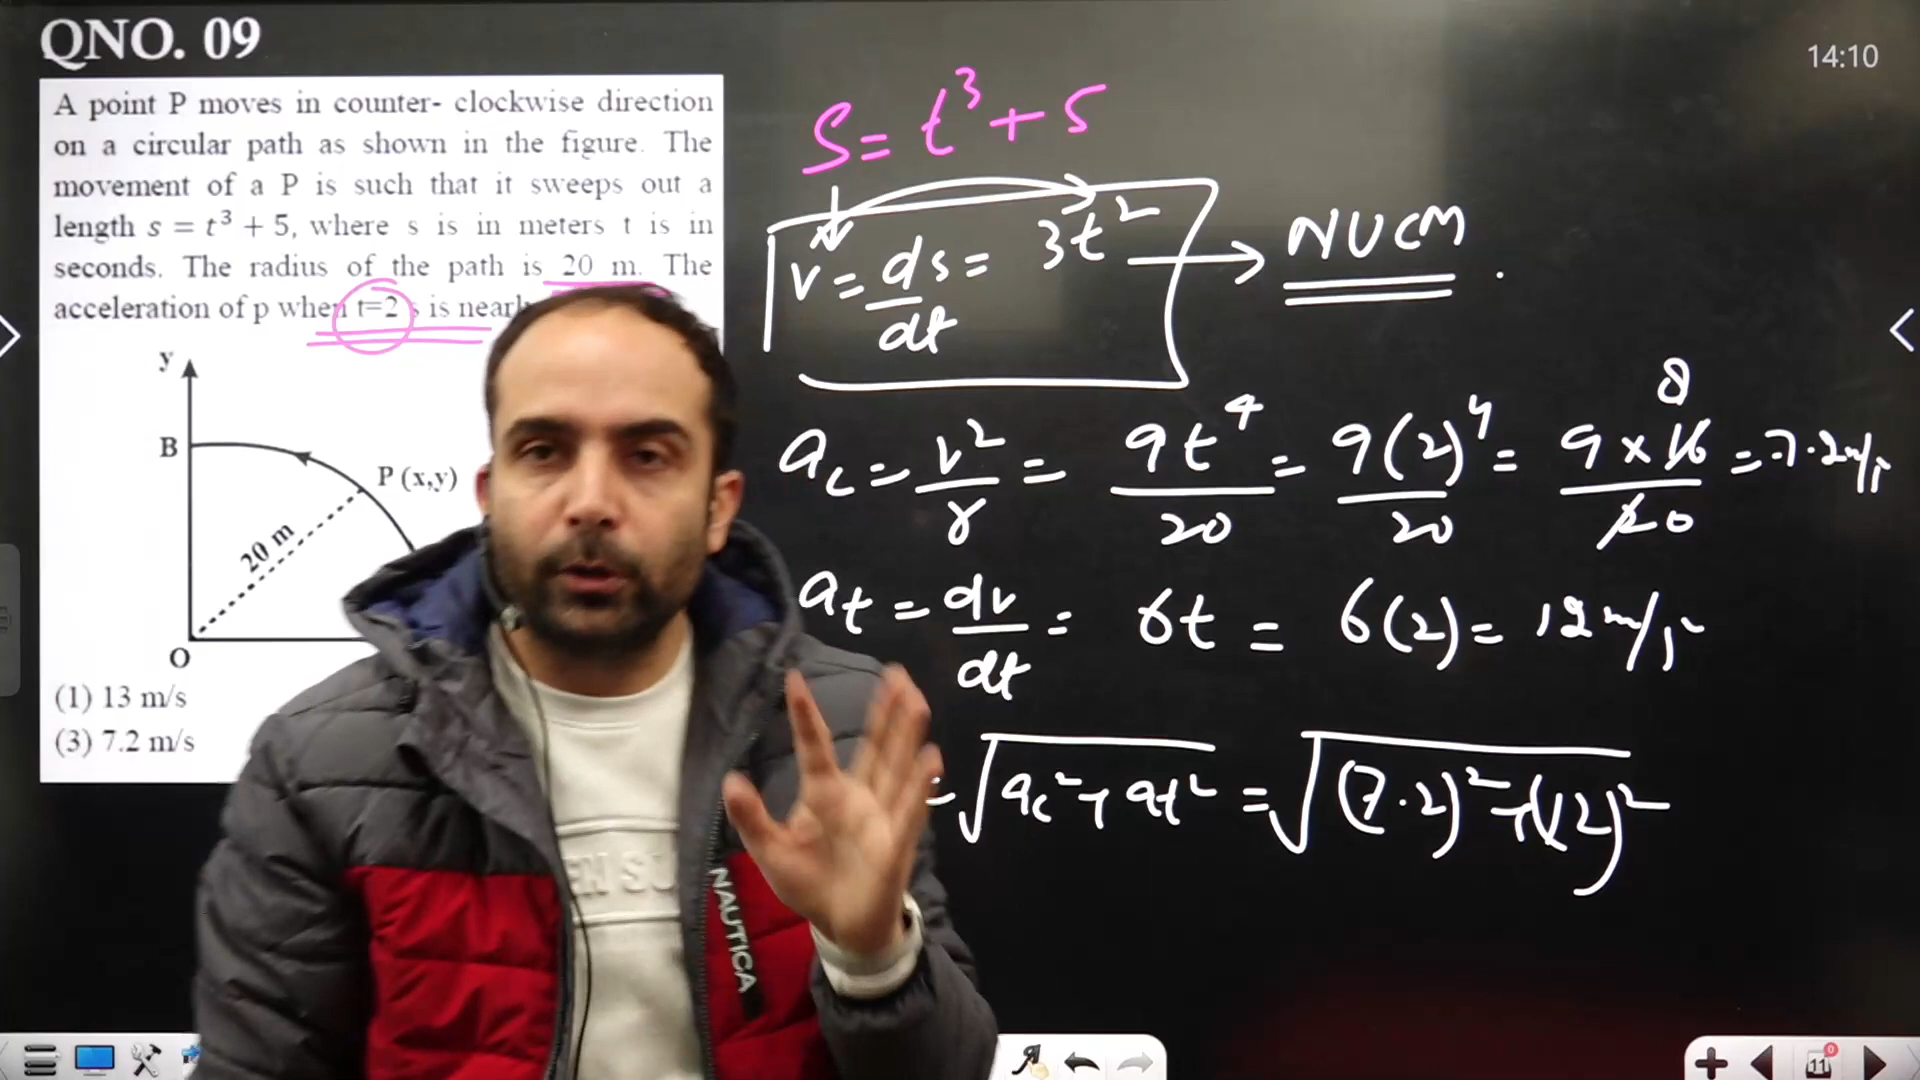 QNO. 09
14:10
A point P moves in counter- clockwise direction
on a circular path as shown in the figure. The
movement of a P is such that it sweeps out a
length s = t³ + 5, where s is in meters t is in
seconds. The radius of the path is 20 m. The
acceleration of p when t=2 s is nearl
y
B
P (x,y)
20 m
O
(1) 13 m/s
(3) 7.2 m/s
S = t³ + 5
v = ds/dt = 3t² → NUCM
a_c = v²/r = 9t⁴/20 = 9(2)⁴/20 = 9 × 16/20 = 7.2 m/s
8
a_t = dv/dt = 6t = 6(2) = 12 m/s²
= √(a_c² + a_t²) = √((7.2)² + (12)²)
NAUTICA
11
0